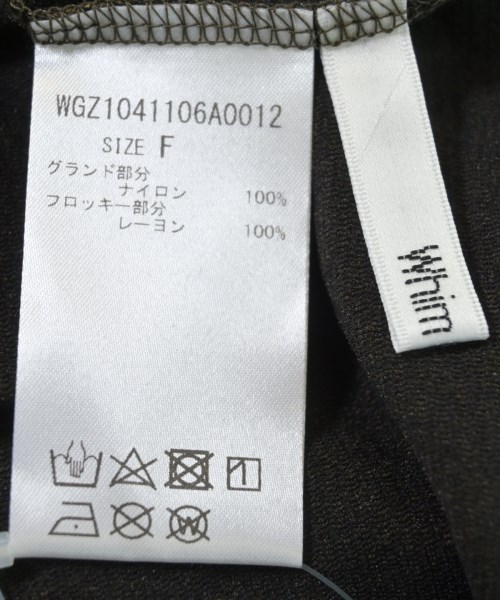 WGZ1041106A0012
SIZE F
グランド部分
ナイロン 100%
フロッキー部分
レーヨン 100%
W
Whim